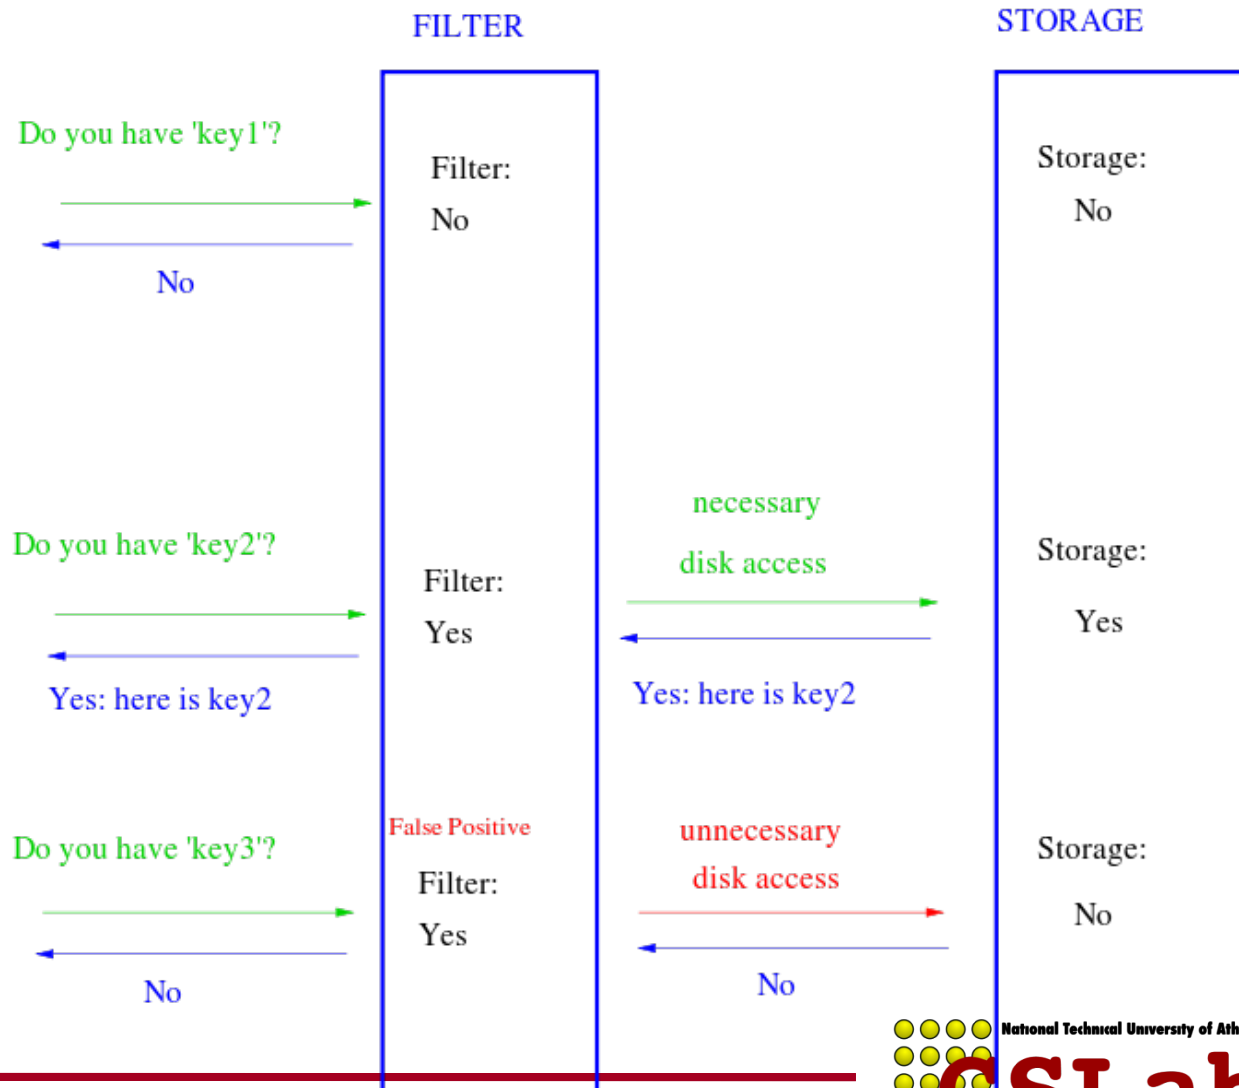 FILTER
STORAGE
Do you have 'key1'?
Filter:
No
Storage:
No
No
necessary
disk access
Do you have 'key2'?
Filter:
Yes
Storage:
Yes
Yes: here is key2
Yes: here is key2
False Positive
unnecessary
disk access
Do you have 'key3'?
Filter:
Yes
Storage:
No
No
No
National Technical University of Ath
CSLab